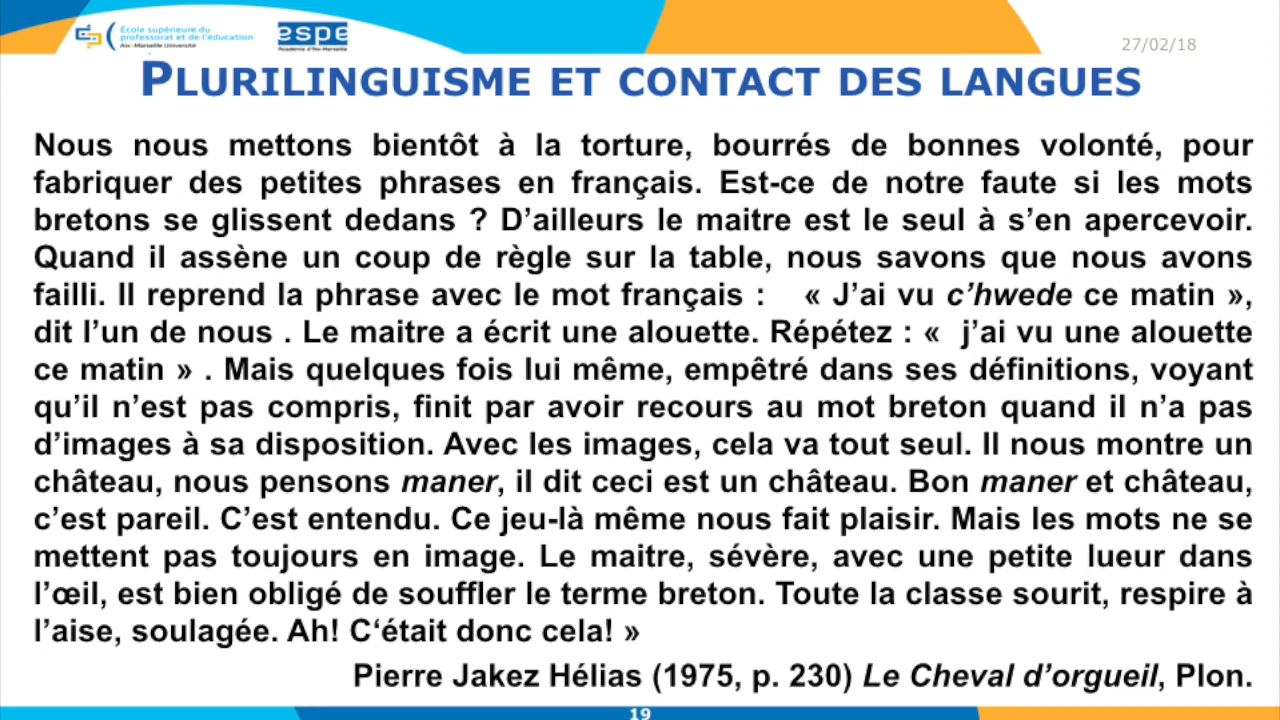 École supérieure du
professorat et de l'éducation
Aix-Marseille Université
espe
Académie d'Aix-Marseille
27/02/18
PLURILINGUISME ET CONTACT DES LANGUES
Nous nous mettons bientôt à la torture, bourrés de bonnes volonté, pour
fabriquer des petites phrases en français. Est-ce de notre faute si les mots
bretons se glissent dedans ? D’ailleurs le maitre est le seul à s’en apercevoir.
Quand il assène un coup de règle sur la table, nous savons que nous avons
failli. Il reprend la phrase avec le mot français : « J’ai vu c’hwede ce matin »,
dit l’un de nous . Le maitre a écrit une alouette. Répétez : « j’ai vu une alouette
ce matin » . Mais quelques fois lui même, empêtré dans ses définitions, voyant
qu’il n’est pas compris, finit par avoir recours au mot breton quand il n’a pas
d’images à sa disposition. Avec les images, cela va tout seul. Il nous montre un
château, nous pensons maner, il dit ceci est un château. Bon maner et château,
c’est pareil. C’est entendu. Ce jeu-là même nous fait plaisir. Mais les mots ne se
mettent pas toujours en image. Le maitre, sévère, avec une petite lueur dans
l’œil, est bien obligé de souffler le terme breton. Toute la classe sourit, respire à
l’aise, soulagée. Ah! C‘était donc cela! »
Pierre Jakez Hélias (1975, p. 230) Le Cheval d’orgueil, Plon.
19